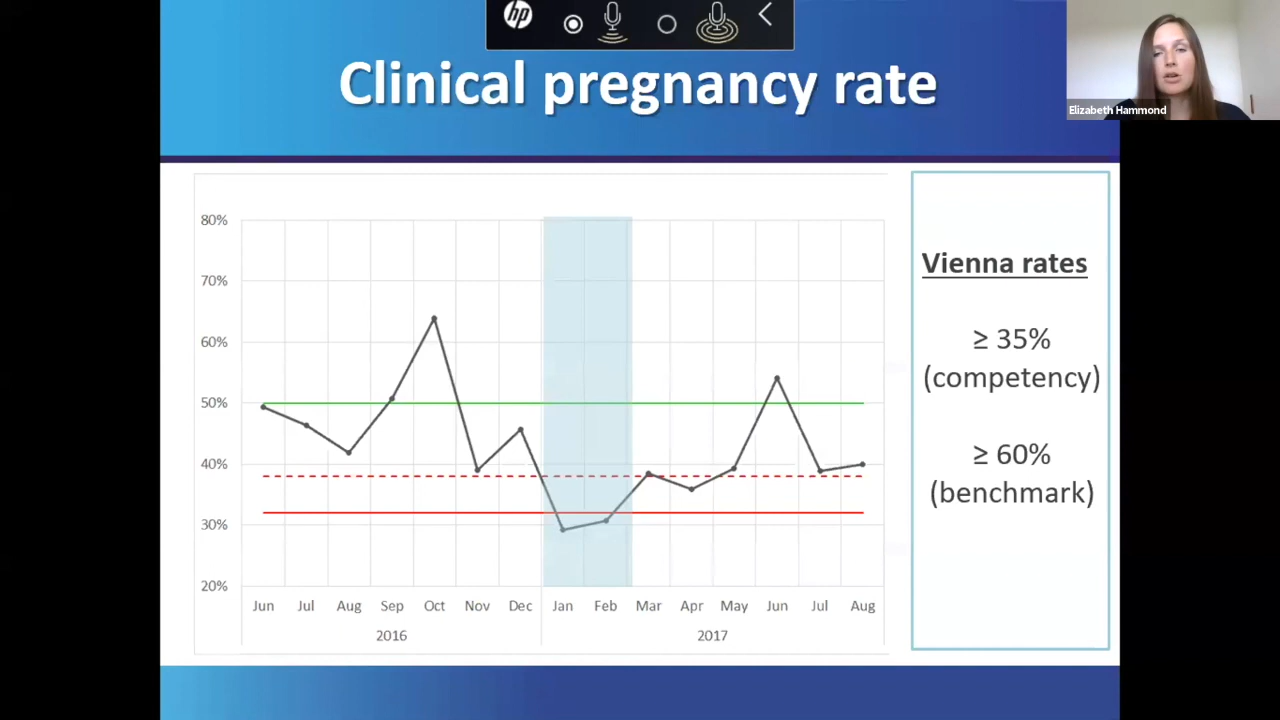 hp
Clinical pregnancy rate
Elizabeth Hammond
80%
70%
60%
50%
40%
30%
20%
Jun Jul Aug Sep Oct Nov Dec Jan Feb Mar Apr May Jun Jul Aug
2016 2017
Vienna rates
≥ 35%
(competency)
≥ 60%
(benchmark)